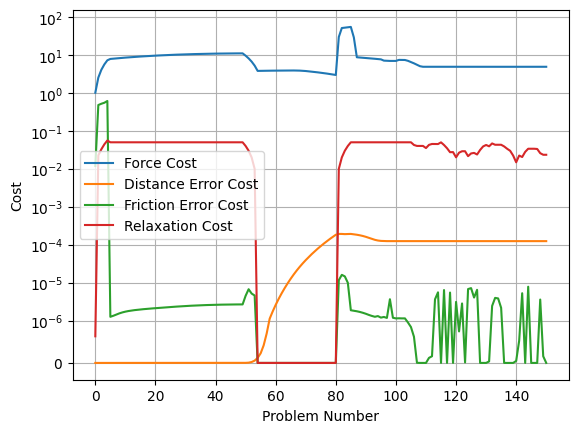 10²
10¹
10⁰
10⁻¹
10⁻²
10⁻³
10⁻⁴
10⁻⁵
10⁻⁶
0
Cost
Force Cost
Distance Error Cost
Friction Error Cost
Relaxation Cost
0 20 40 60 80 100 120 140
Problem Number